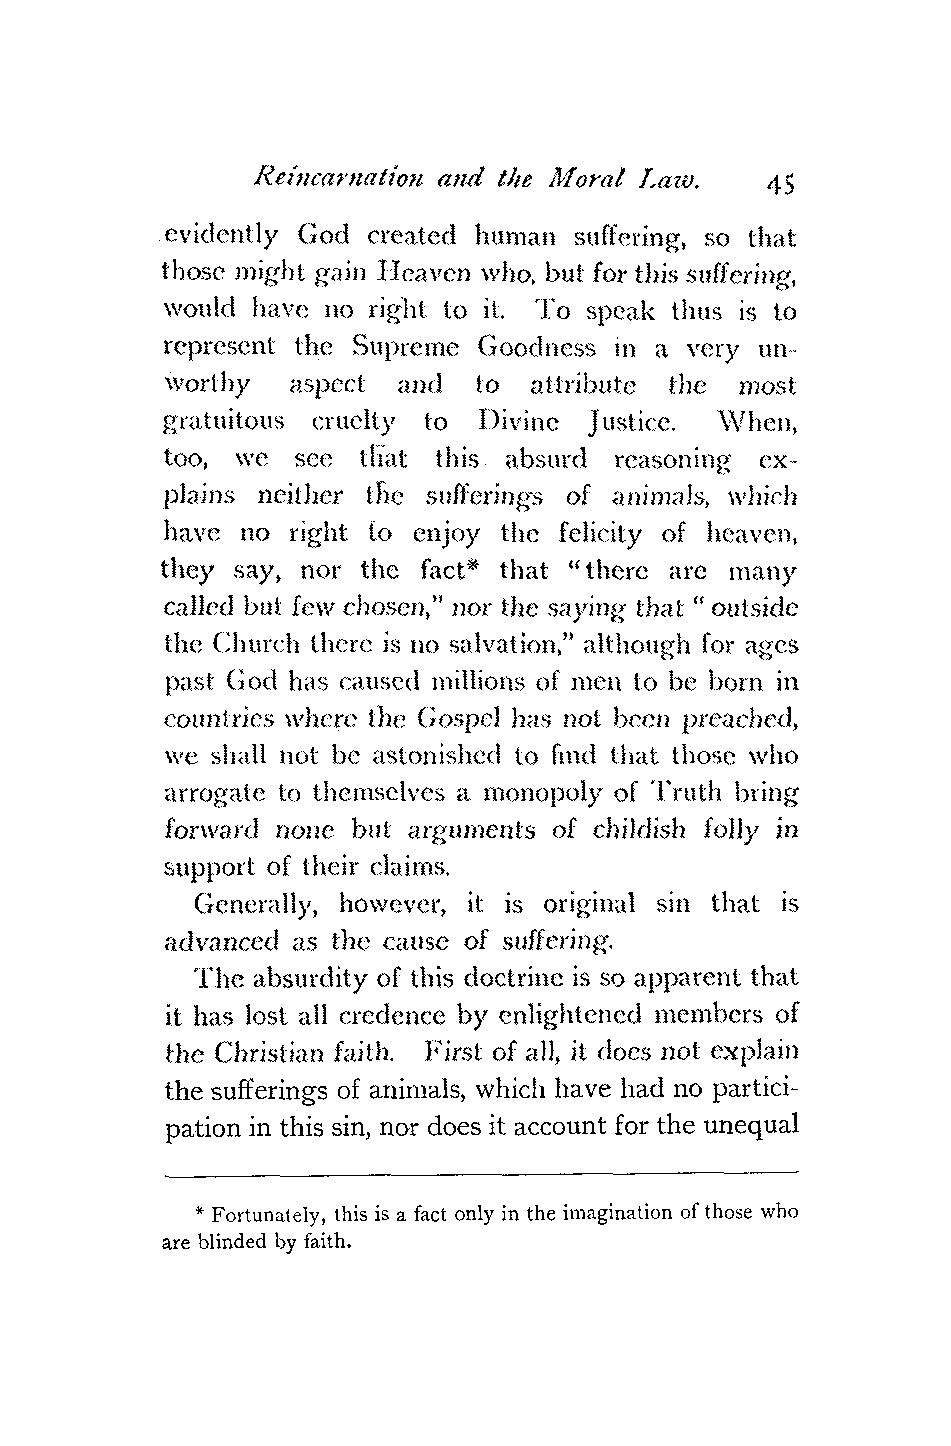 Reincarnation and the Moral Law. 45
evidently God created human suffering, so that
those might gain Heaven who, but for this suffering,
would have no right to it. To speak thus is to
represent the Supreme Goodness in a very un-
worthy aspect and to attribute the most
gratuitous cruelty to Divine Justice. When,
too, we see that this absurd reasoning ex-
plains neither the sufferings of animals, which
have no right to enjoy the felicity of heaven,
they say, nor the fact* that "there are many
called but few chosen," nor the saying that "outside
the Church there is no salvation," although for ages
past God has caused millions of men to be born in
countries where the Gospel has not been preached,
we shall not be astonished to find that those who
arrogate to themselves a monopoly of Truth bring
forward none but arguments of childish folly in
support of their claims.
Generally, however, it is original sin that is
advanced as the cause of suffering.
The absurdity of this doctrine is so apparent that
it has lost all credence by enlightened members of
the Christian faith. First of all, it does not explain
the sufferings of animals, which have had no partici-
pation in this sin, nor does it account for the unequal
* Fortunately, this is a fact only in the imagination of those who
are blinded by faith.